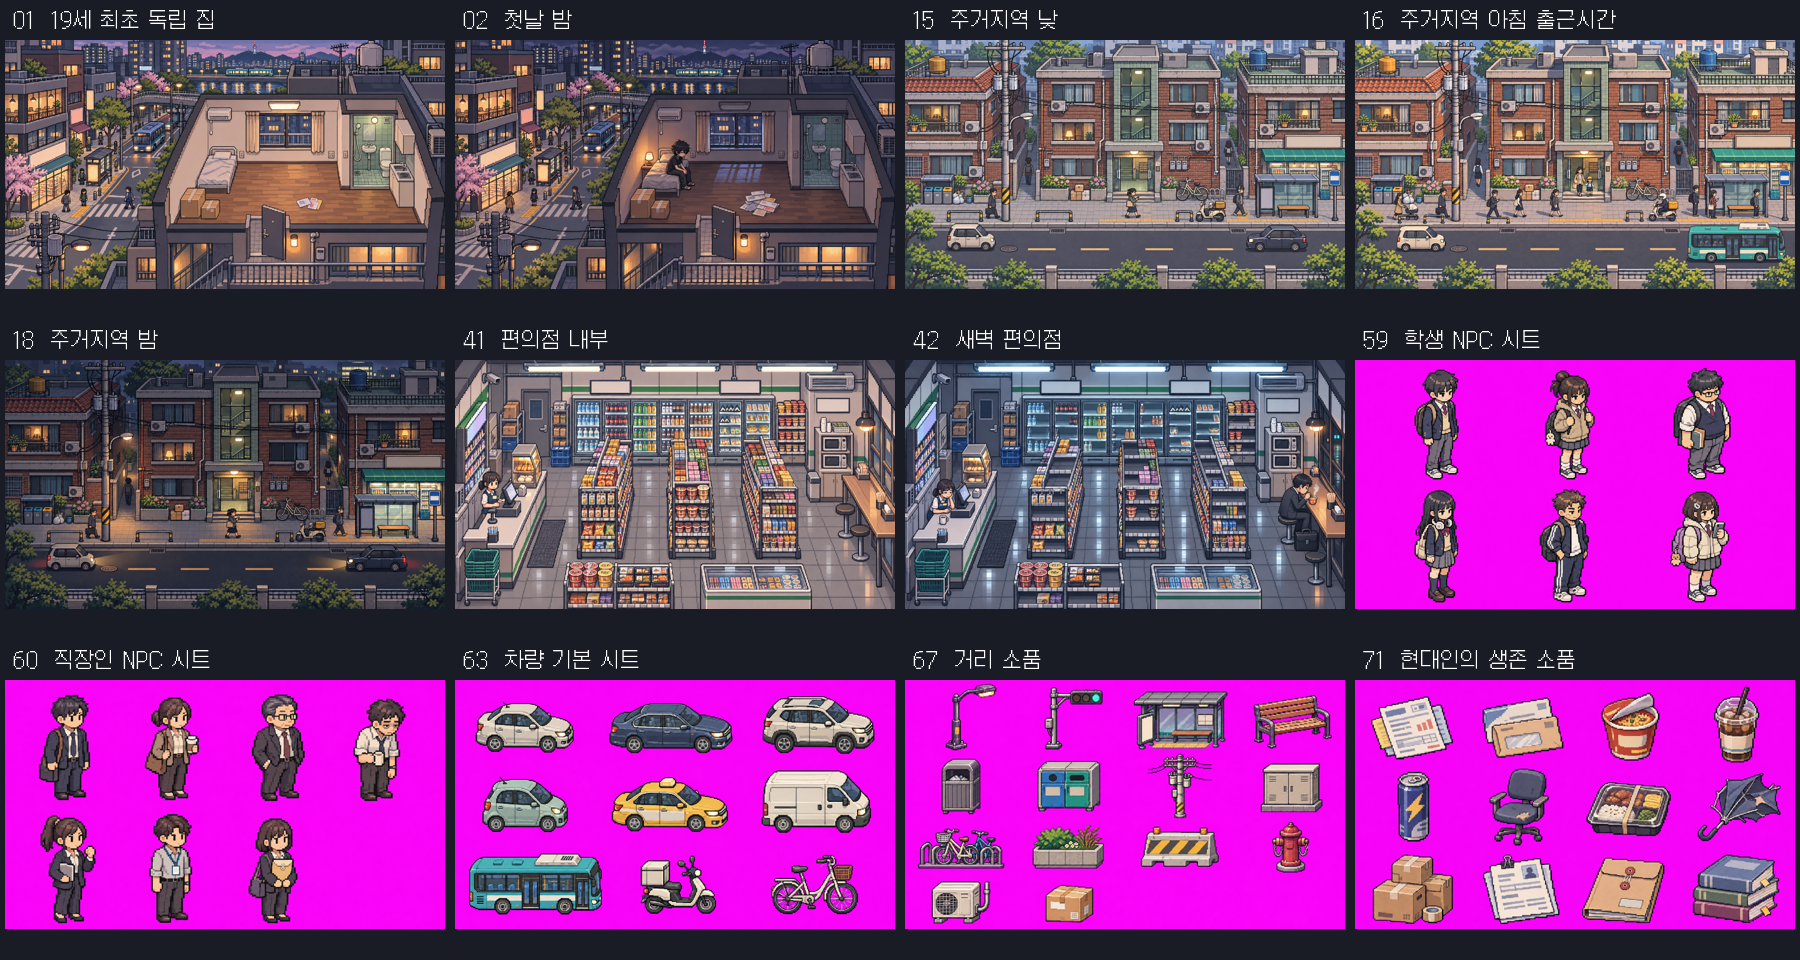 01 19세 최초 독립 집
02 첫날 밤
15 주거지역 낮
16 주거지역 아침 출근시간
18 주거지역 밤
41 편의점 내부
42 새벽 편의점
59 학생 NPC 시트
60 직장인 NPC 시트
63 차량 기본 시트
67 거리 소품
71 현대인의 생존 소품